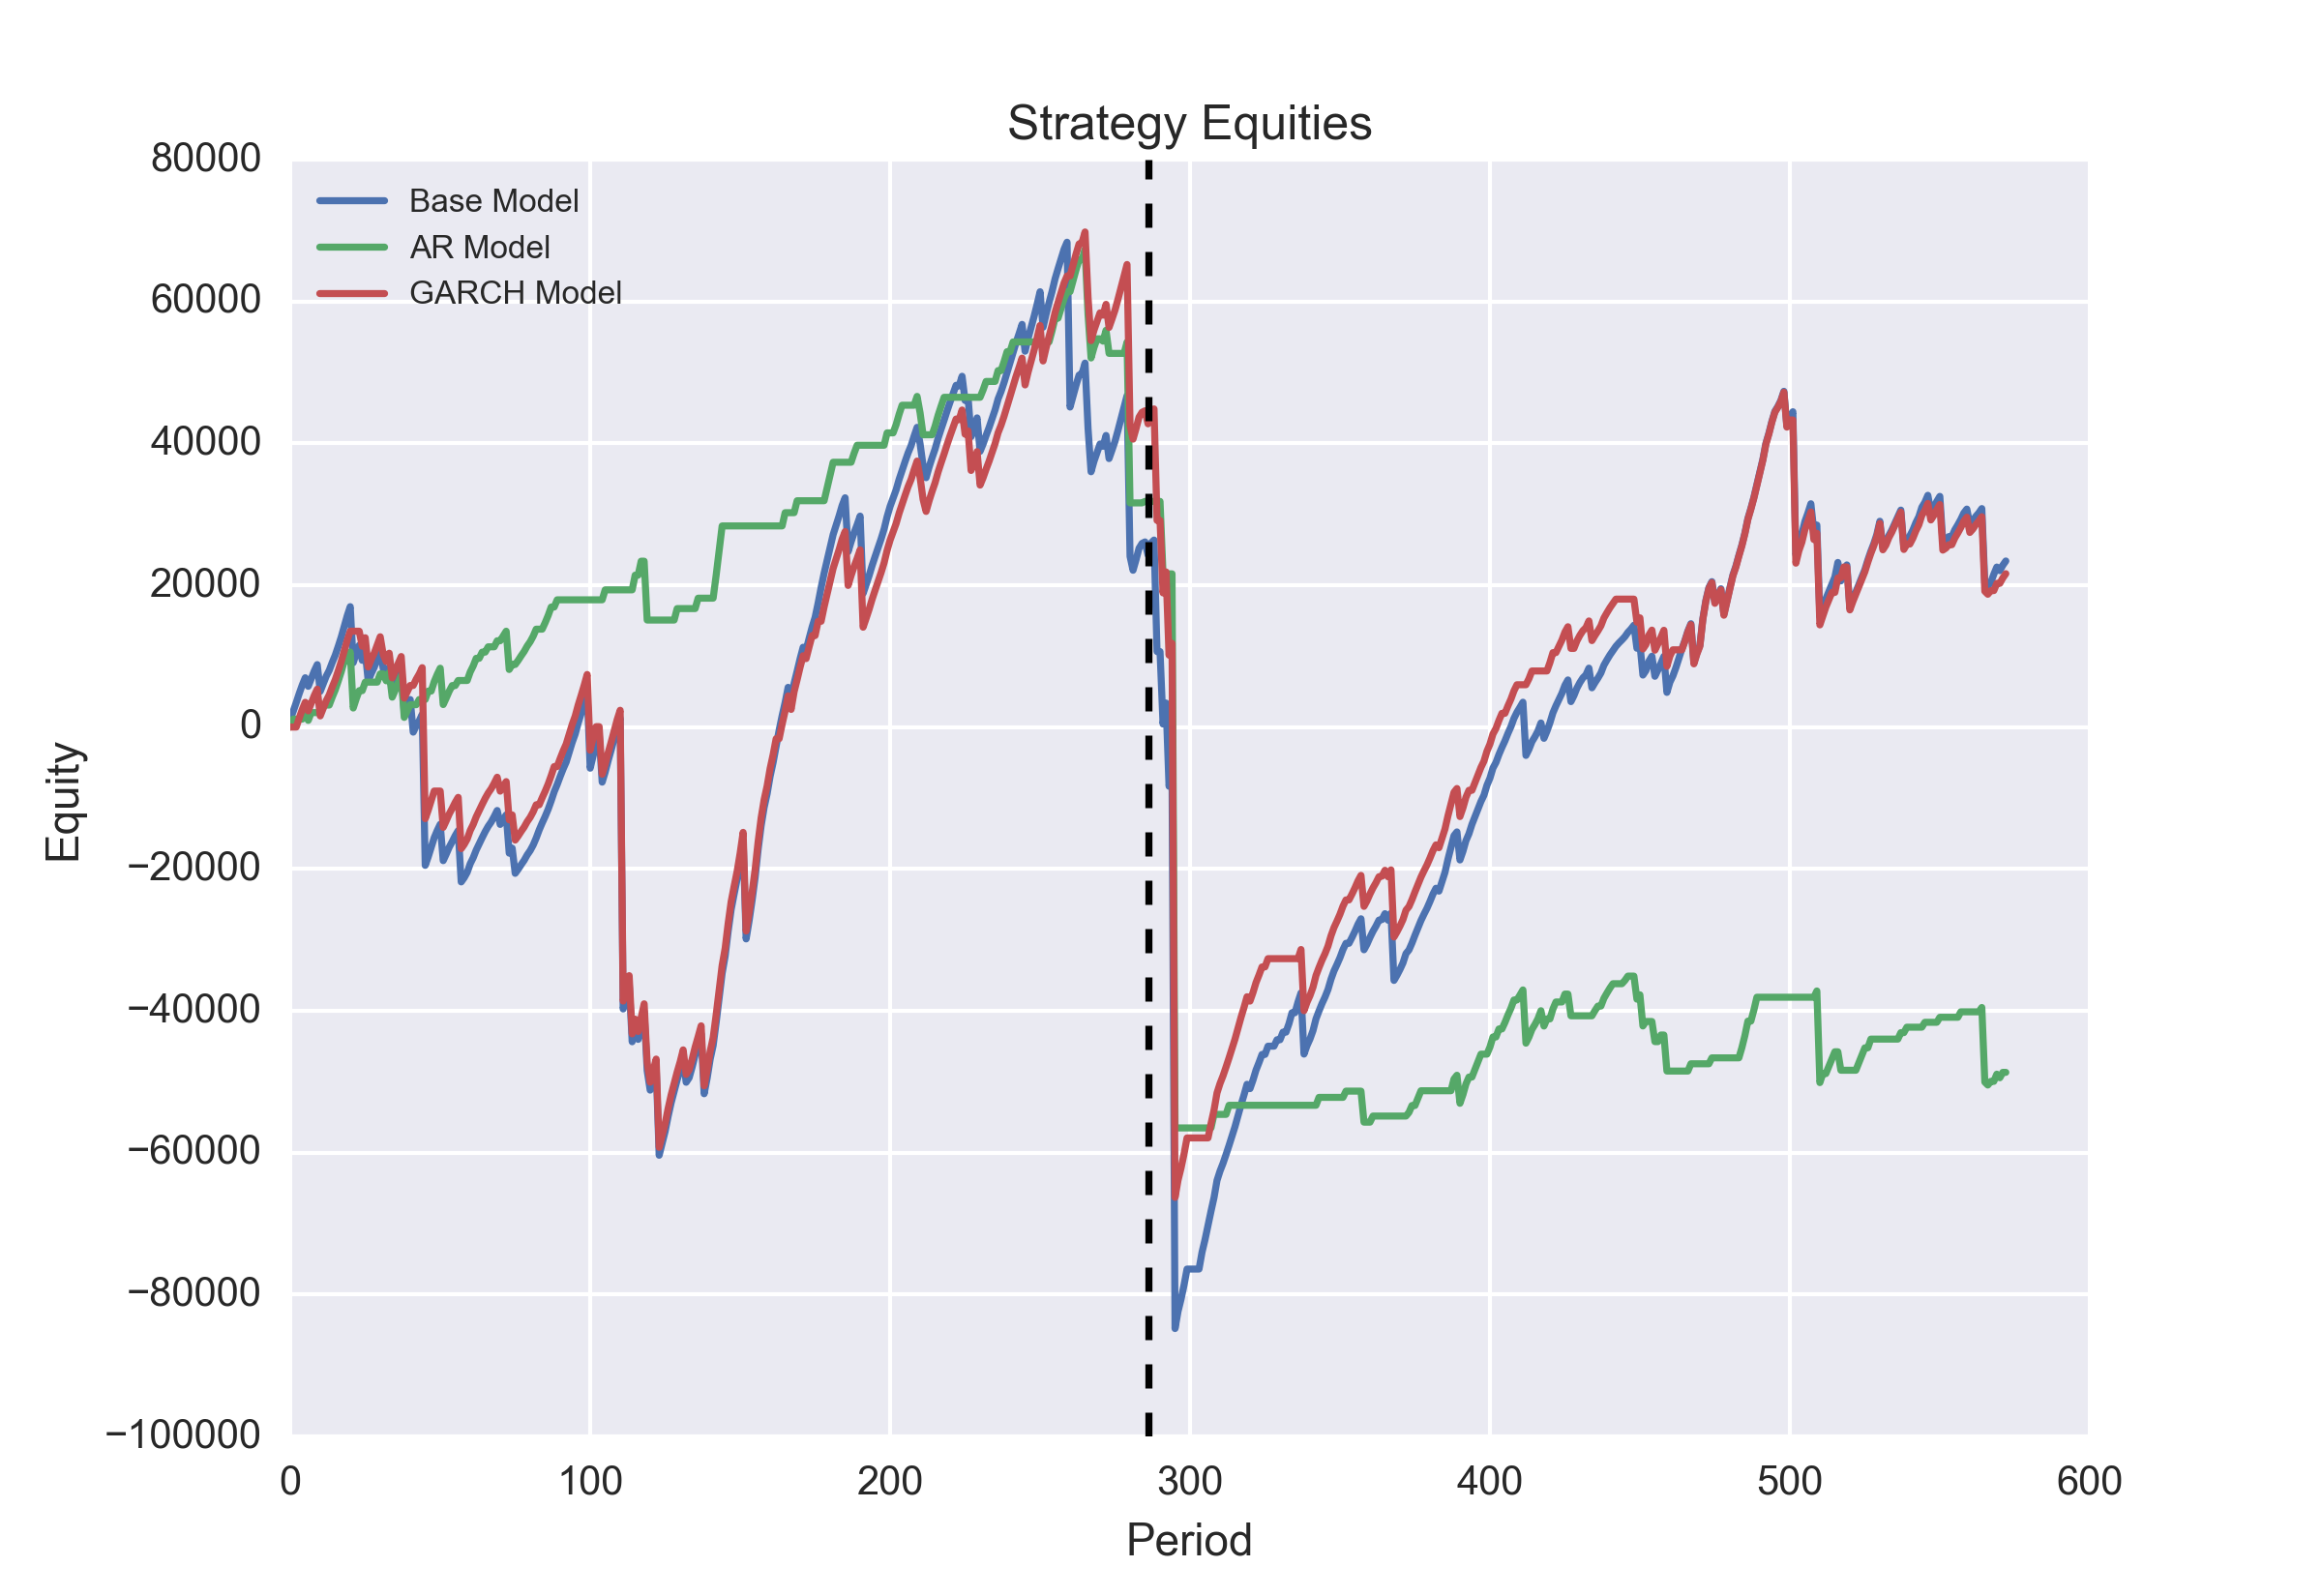 Strategy Equities
80000
60000
40000
20000
0
−20000
−40000
−60000
−80000
−100000
Equity
Base Model
AR Model
GARCH Model
0 100 200 300 400 500 600
Period